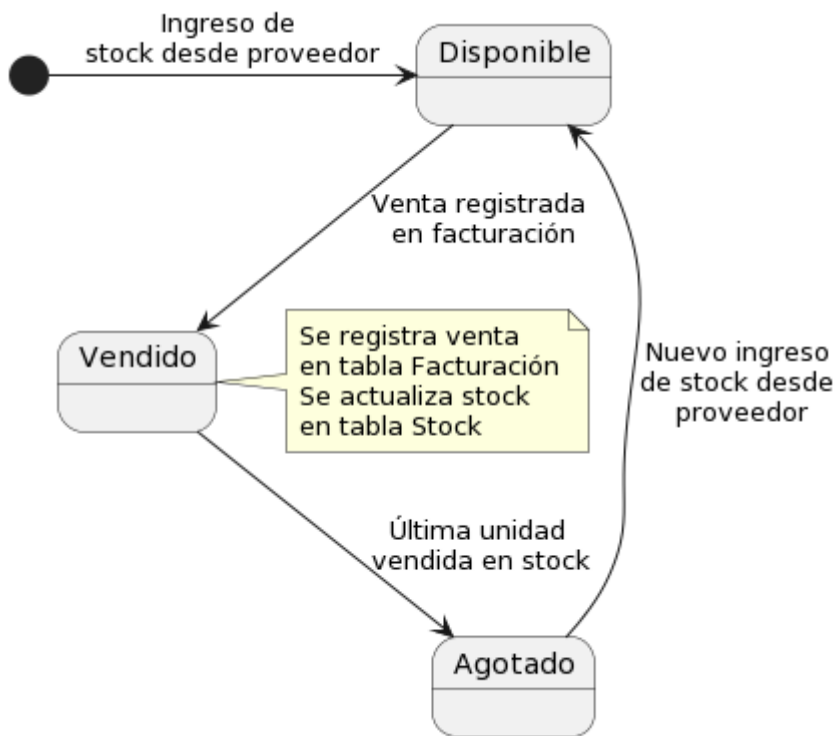 Ingreso de
stock desde proveedor
Disponible
Venta registrada
en facturación
Vendido
Se registra venta
en tabla Facturación
Se actualiza stock
en tabla Stock
Nuevo ingreso
de stock desde
proveedor
Última unidad
vendida en stock
Agotado